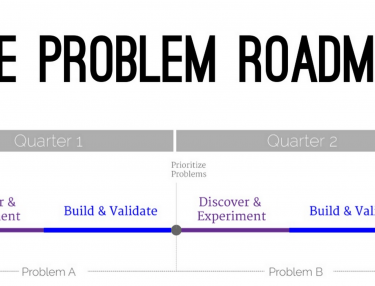 E PROBLEM ROADM
Quarter 1 Quarter 2
Prioritize
Problems
r & Build & Validate Discover & Build & Vali
ent Experiment
Problem A Problem B